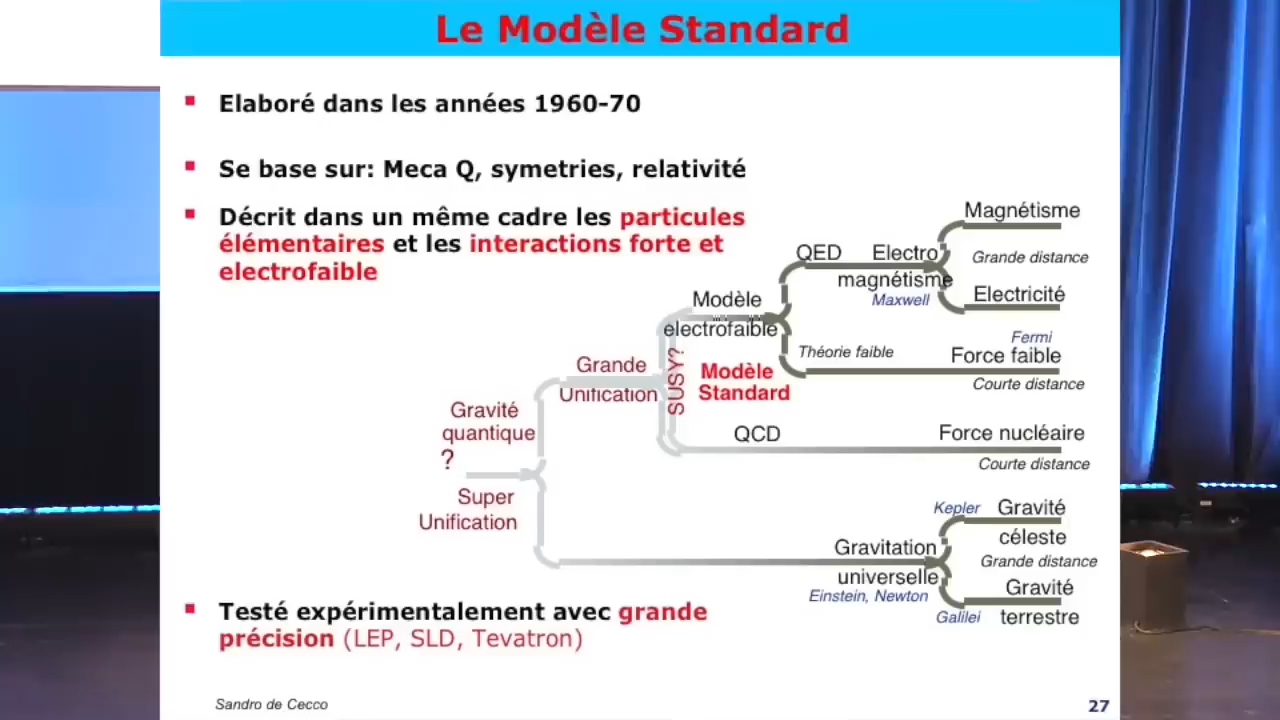 Le Modèle Standard
Elaboré dans les années 1960-70
Se base sur: Meca Q, symetries, relativité
Décrit dans un même cadre les particules
élémentaires et les interactions forte et
electrofaible
Magnétisme
QED
Electro
magnétisme
Maxwell
Grande distance
Electricité
Modèle
electrofaible
Fermi
Théorie faible
Force faible
Courte distance
Grande
Unification
SUSY?
Modèle
Standard
Gravité
quantique
?
QCD
Force nucléaire
Courte distance
Super
Unification
Kepler
Gravité
céleste
Gravitation
universelle
Einstein, Newton
Grande distance
Gravité
terrestre
Galilei
Testé expérimentalement avec grande
précision (LEP, SLD, Tevatron)
Sandro de Cecco
27